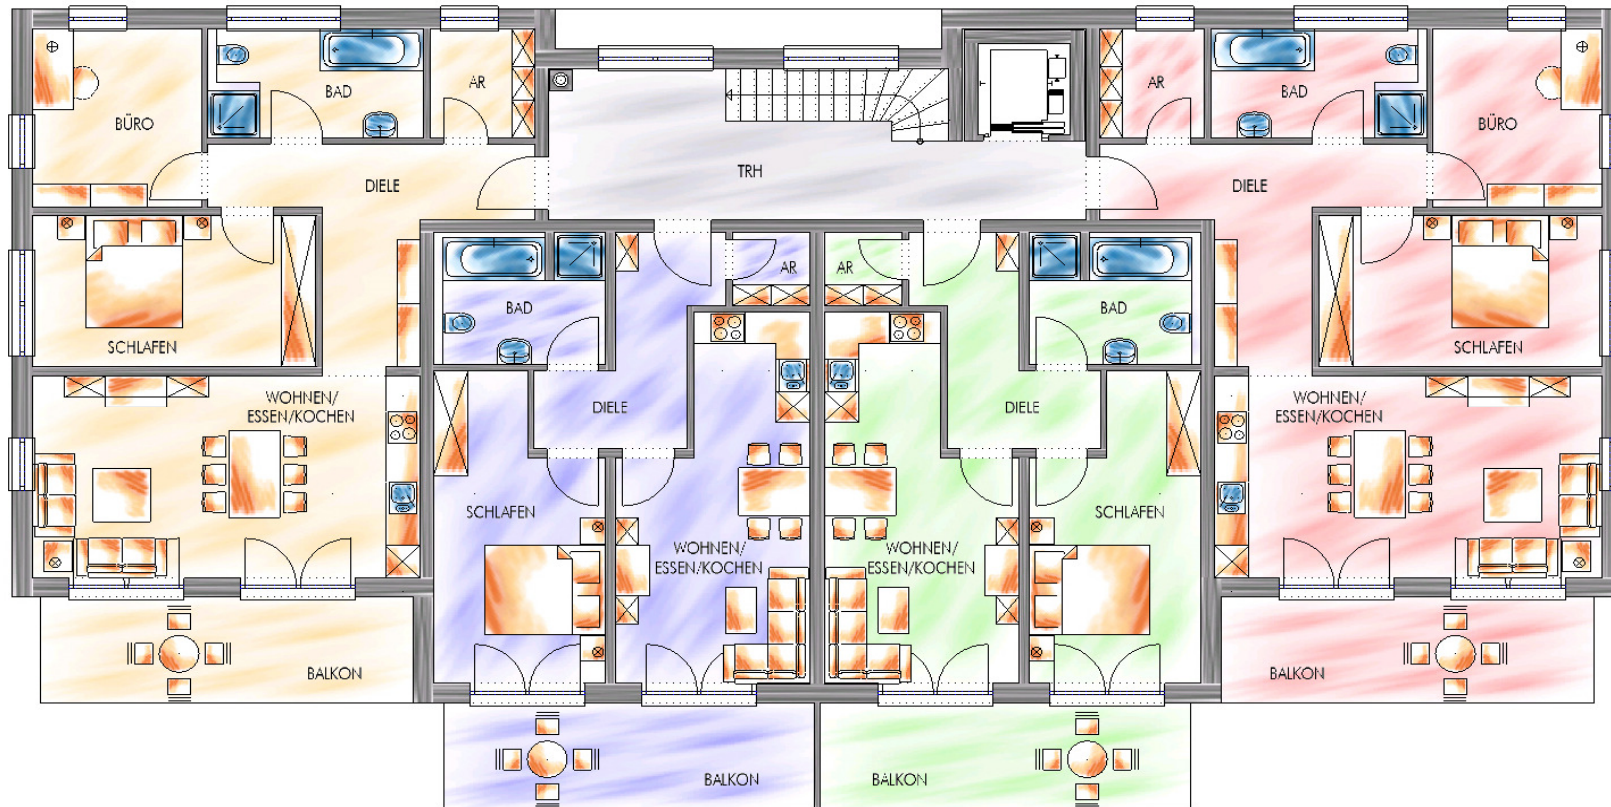 BÜRO
BAD
AR
DIELE
SCHLAFEN
WOHNEN/
ESSEN/KOCHEN
BALKON
TRH
BAD
AR
DIELE
SCHLAFEN
WOHNEN/
ESSEN/KOCHEN
BALKON
AR
BAD
DIELE
SCHLAFEN
WOHNEN/
ESSEN/KOCHEN
BALKON
AR
BAD
BÜRO
DIELE
SCHLAFEN
WOHNEN/
ESSEN/KOCHEN
BALKON